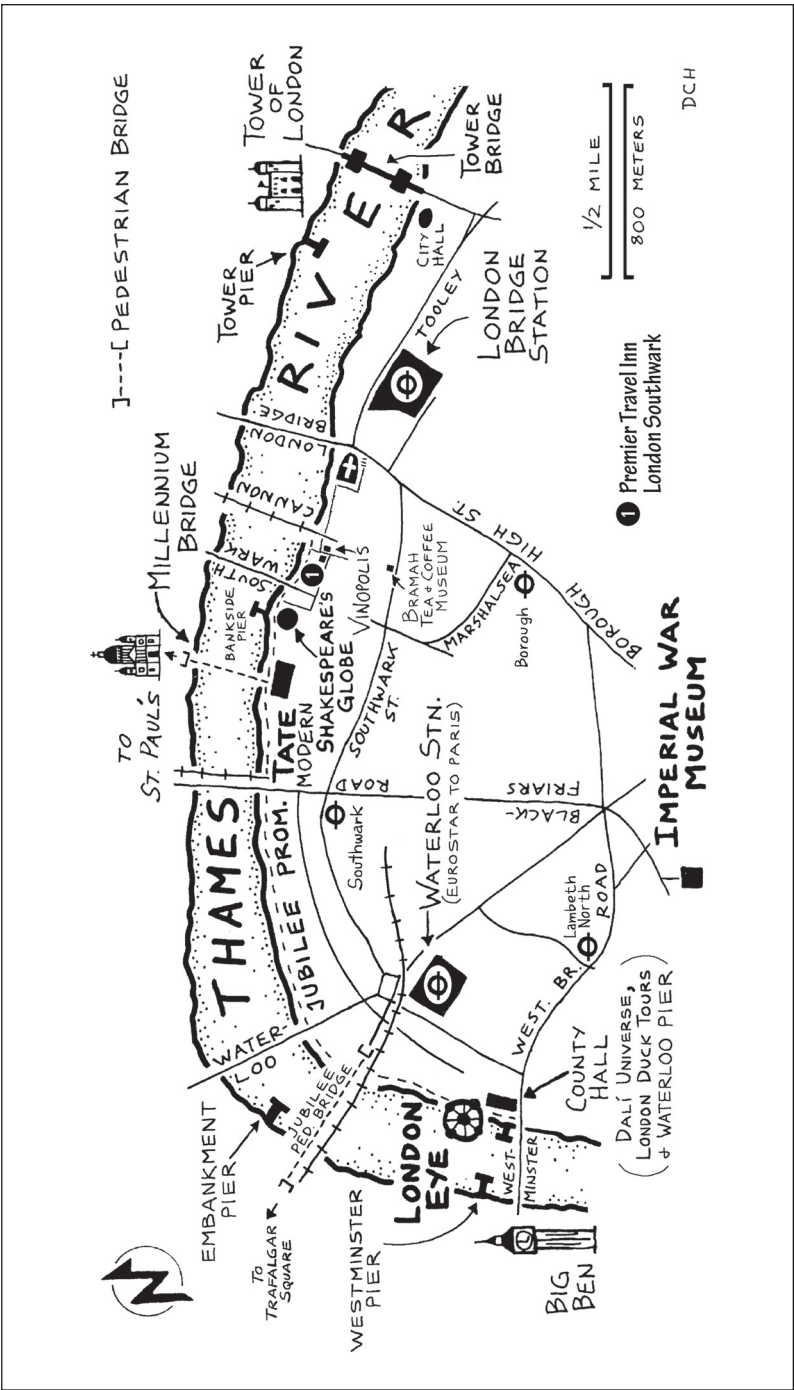 ]----[ PEDESTRIAN BRIDGE
TO
ST. PAUL'S
MILLENNIUM
BRIDGE
TOWER
PIER
TOWER
OF
LONDON
EMBANKMENT
PIER
TO
TRAFALGAR
SQUARE
WESTMINSTER
PIER
BIG
BEN
THAMES
RIVER
WATER
LOO
JUBILEE
PED. BRIDGE
JUBILEE PROM.
LONDON
EYE
WEST-
MINSTER
BANKSIDE
PIER
SOUTH
WARK
CANNON
LONDON
BRIDGE
TATE
MODERN
SHAKESPEARE'S
GLOBE
1
VINOPOLIS
BRAMAH
TEA & COFFEE
MUSEUM
CITY
HALL
TOWER
BRIDGE
TOOLEY
LONDON
BRIDGE
STATION
SOUTHWARK
ST.
Southwark
BLACK-
FRIARS
ROAD
WATERLOO STN.
(EUROSTAR TO PARIS)
MARSHALSEA
Borough
BOROUGH
HIGH
ST.
Lambeth
North
WEST. BR.
ROAD
COUNTY
HALL
(DALÍ UNIVERSE,
LONDON DUCK TOURS
& WATERLOO PIER)
IMPERIAL WAR
MUSEUM
1 Premier Travel Inn
London Southwark
1/2 MILE
800 METERS
DCH